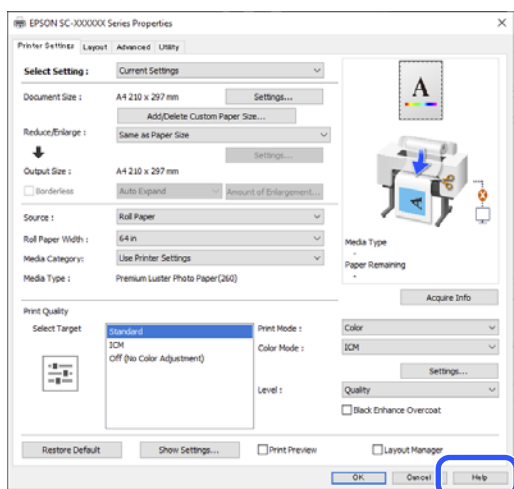 EPSON SC-XXXXXX Series Properties
Printer Settings Layout Advanced Utility
Select Setting : Current Settings
Document Size : A4 210 x 297 mm Settings...
Add/Delete Custom Paper Size...
Reduce/Enlarge : Same as Paper Size
Settings...
Output Size : A4 210 x 297 mm
Borderless Auto Expand Amount of Enlargement...
Source : Roll Paper
Roll Paper Width : 64 in
Media Category: Use Printer Settings
Media Type : Premium Luster Photo Paper(260)
A
A
Media Type
-
Paper Remaining
-
Acquire Info
Print Quality
Select Target
Standard
ICM
Off (No Color Adjustment)
Print Mode : Color
Color Mode : ICM
Settings...
Level : Quality
Black Enhance Overcoat
Restore Default Show Settings... Print Preview Layout Manager
OK Cancel Help